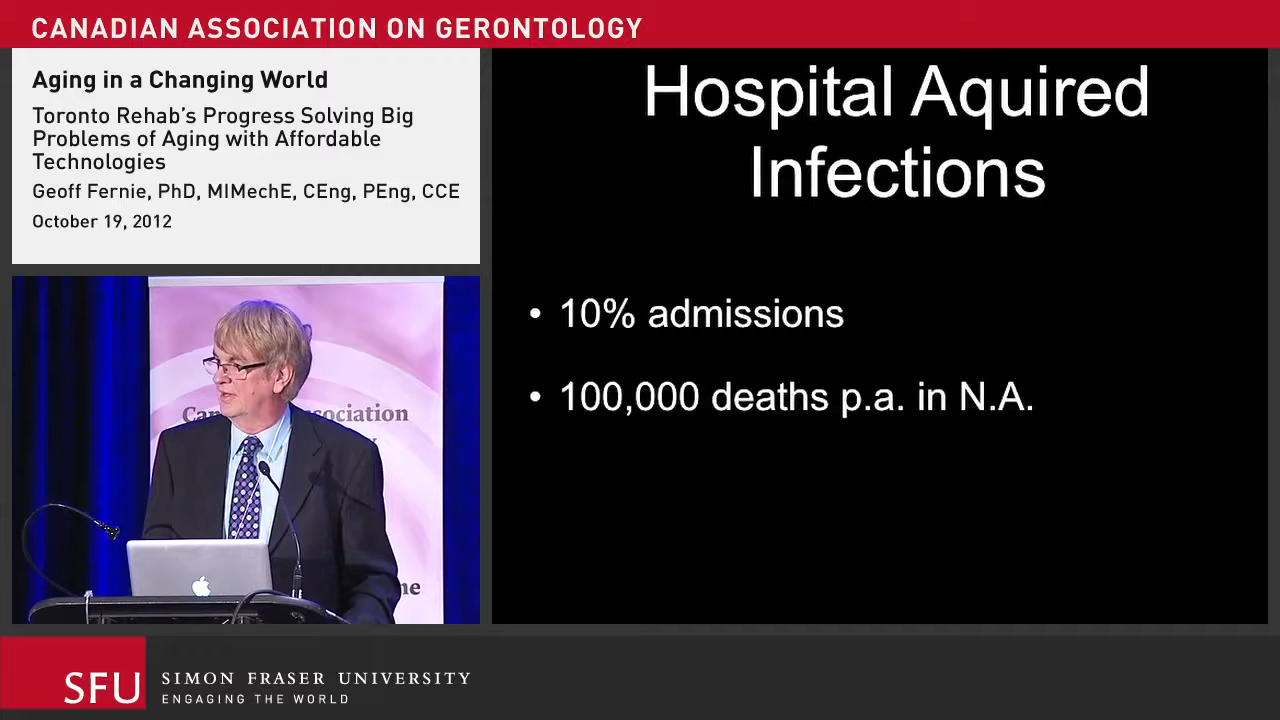 CANADIAN ASSOCIATION ON GERONTOLOGY
Aging in a Changing World
Toronto Rehab's Progress Solving Big
Problems of Aging with Affordable
Technologies
Geoff Fernie, PhD, MIMechE, CEng, PEng, CCE
October 19, 2012
Hospital Aquired
Infections
• 10% admissions
• 100,000 deaths p.a. in N.A.
SFU
SIMON FRASER UNIVERSITY
ENGAGING THE WORLD